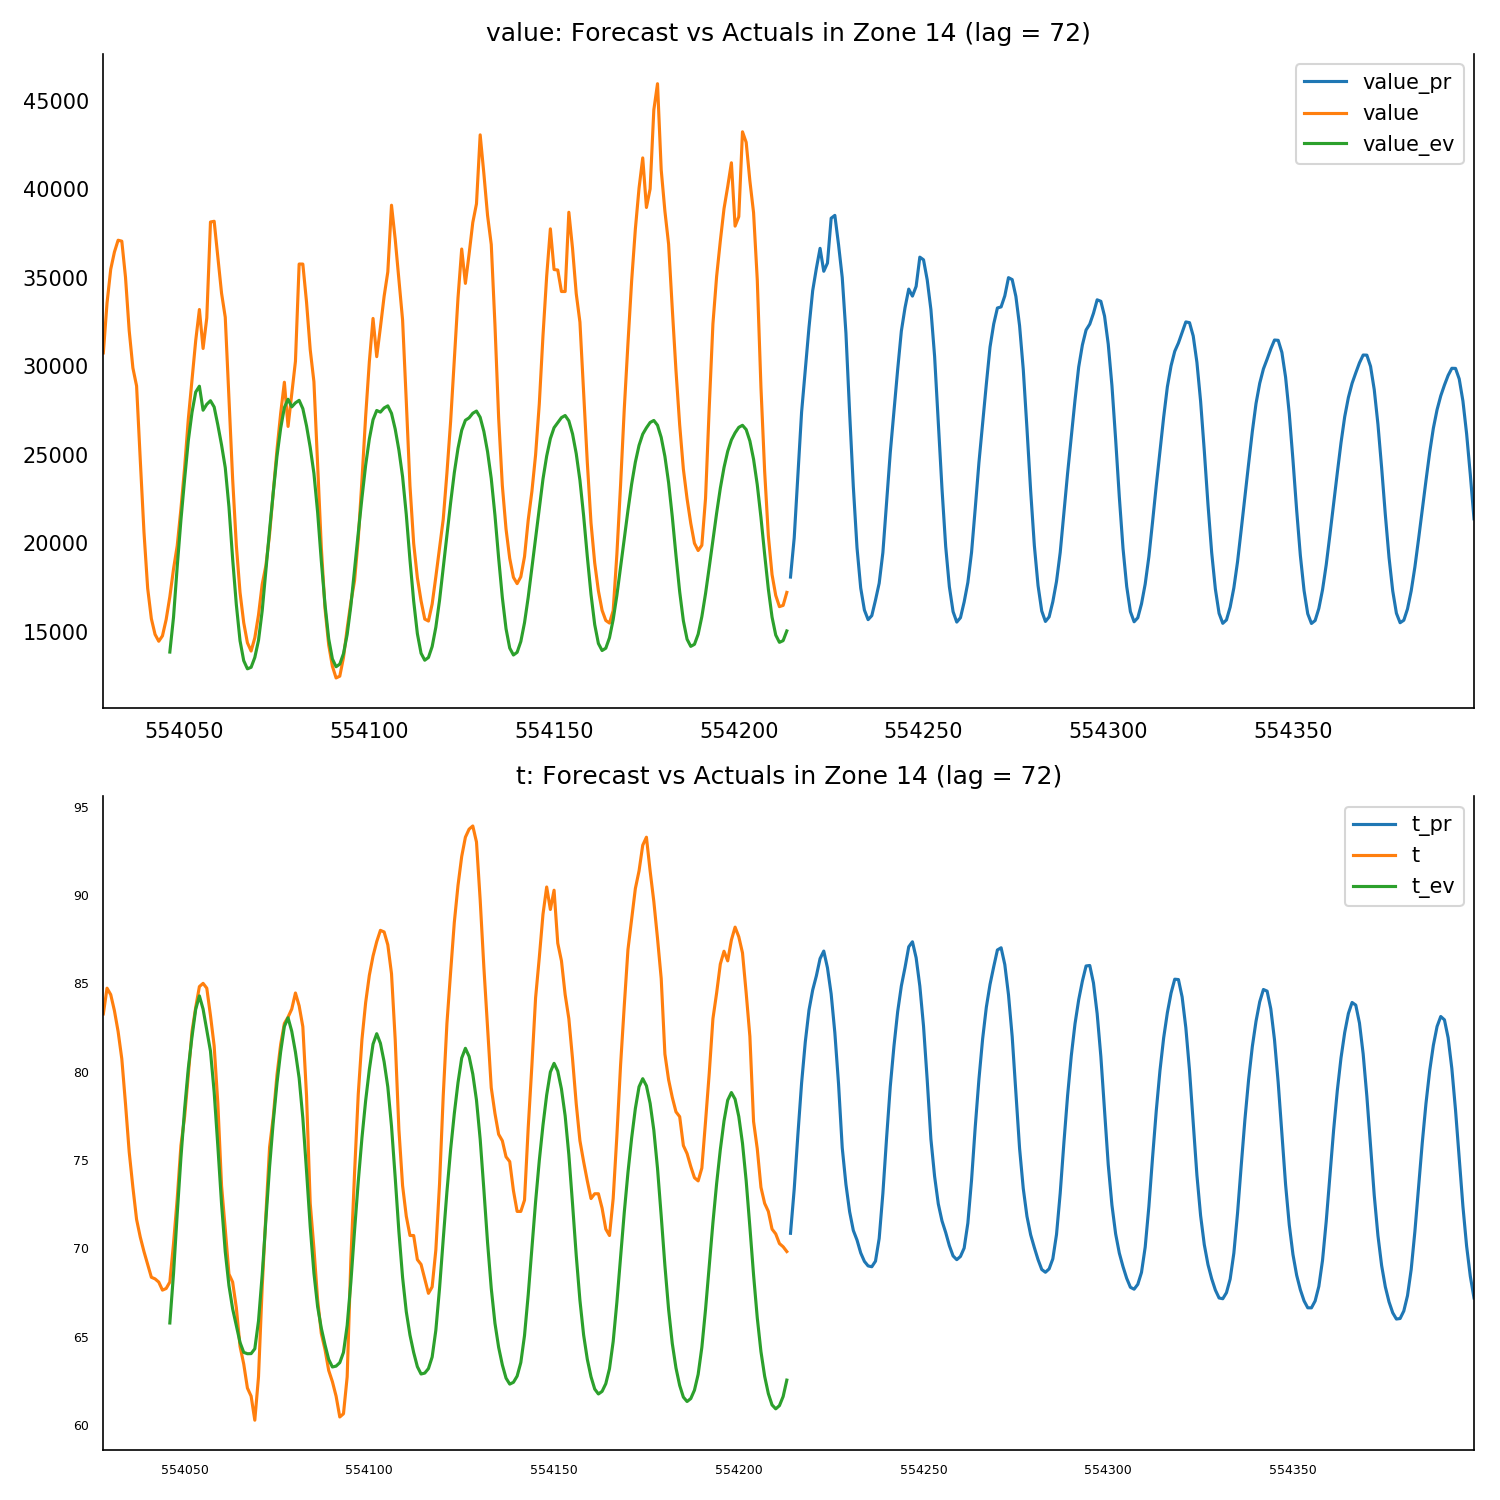 value: Forecast vs Actuals in Zone 14 (lag = 72)
value_pr
value
value_ev
45000
40000
35000
30000
25000
20000
15000
554050 554100 554150 554200 554250 554300 554350
t: Forecast vs Actuals in Zone 14 (lag = 72)
t_pr
t
t_ev
95
90
85
80
75
70
65
60
554050 554100 554150 554200 554250 554300 554350